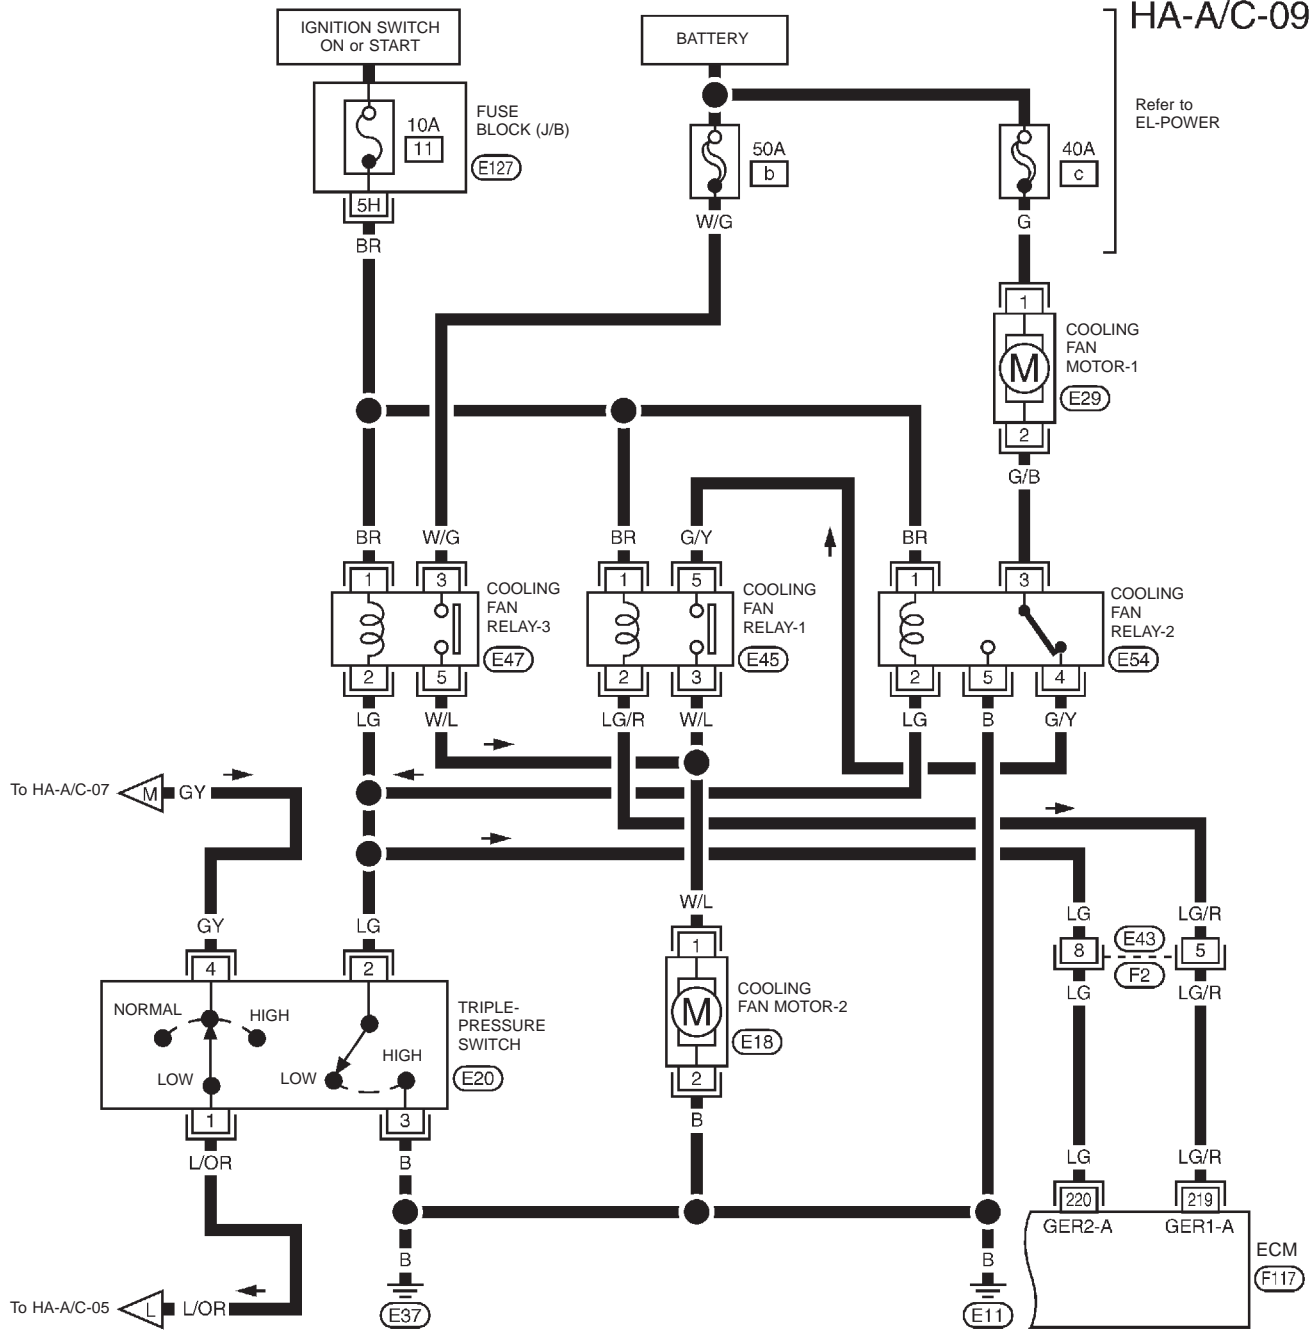 HA-A/C-09
IGNITION SWITCH
ON or START
BATTERY
Refer to
EL-POWER
10A
11
FUSE
BLOCK (J/B)
E127
50A
b
40A
c
5H
BR
W/G
G
1
COOLING
FAN
MOTOR-1
M
E29
2
G/B
BR
W/G
BR
G/Y
BR
1
3
1
5
1
3
COOLING
FAN
RELAY-3
E47
COOLING
FAN
RELAY-1
E45
COOLING
FAN
RELAY-2
E54
2
5
2
3
2
5
4
LG
W/L
LG/R
W/L
LG
B
G/Y
To HA-A/C-07
M
GY
GY
LG
W/L
LG
LG/R
4
2
1
8
E43
F2
5
LG
LG/R
NORMAL
HIGH
LOW
LOW
HIGH
TRIPLE-
PRESSURE
SWITCH
E20
M
COOLING
FAN MOTOR-2
E18
1
3
2
L/OR
B
B
LG
LG/R
220
219
GER2-A
GER1-A
ECM
F117
B
B
E37
E11
To HA-A/C-05
L
L/OR